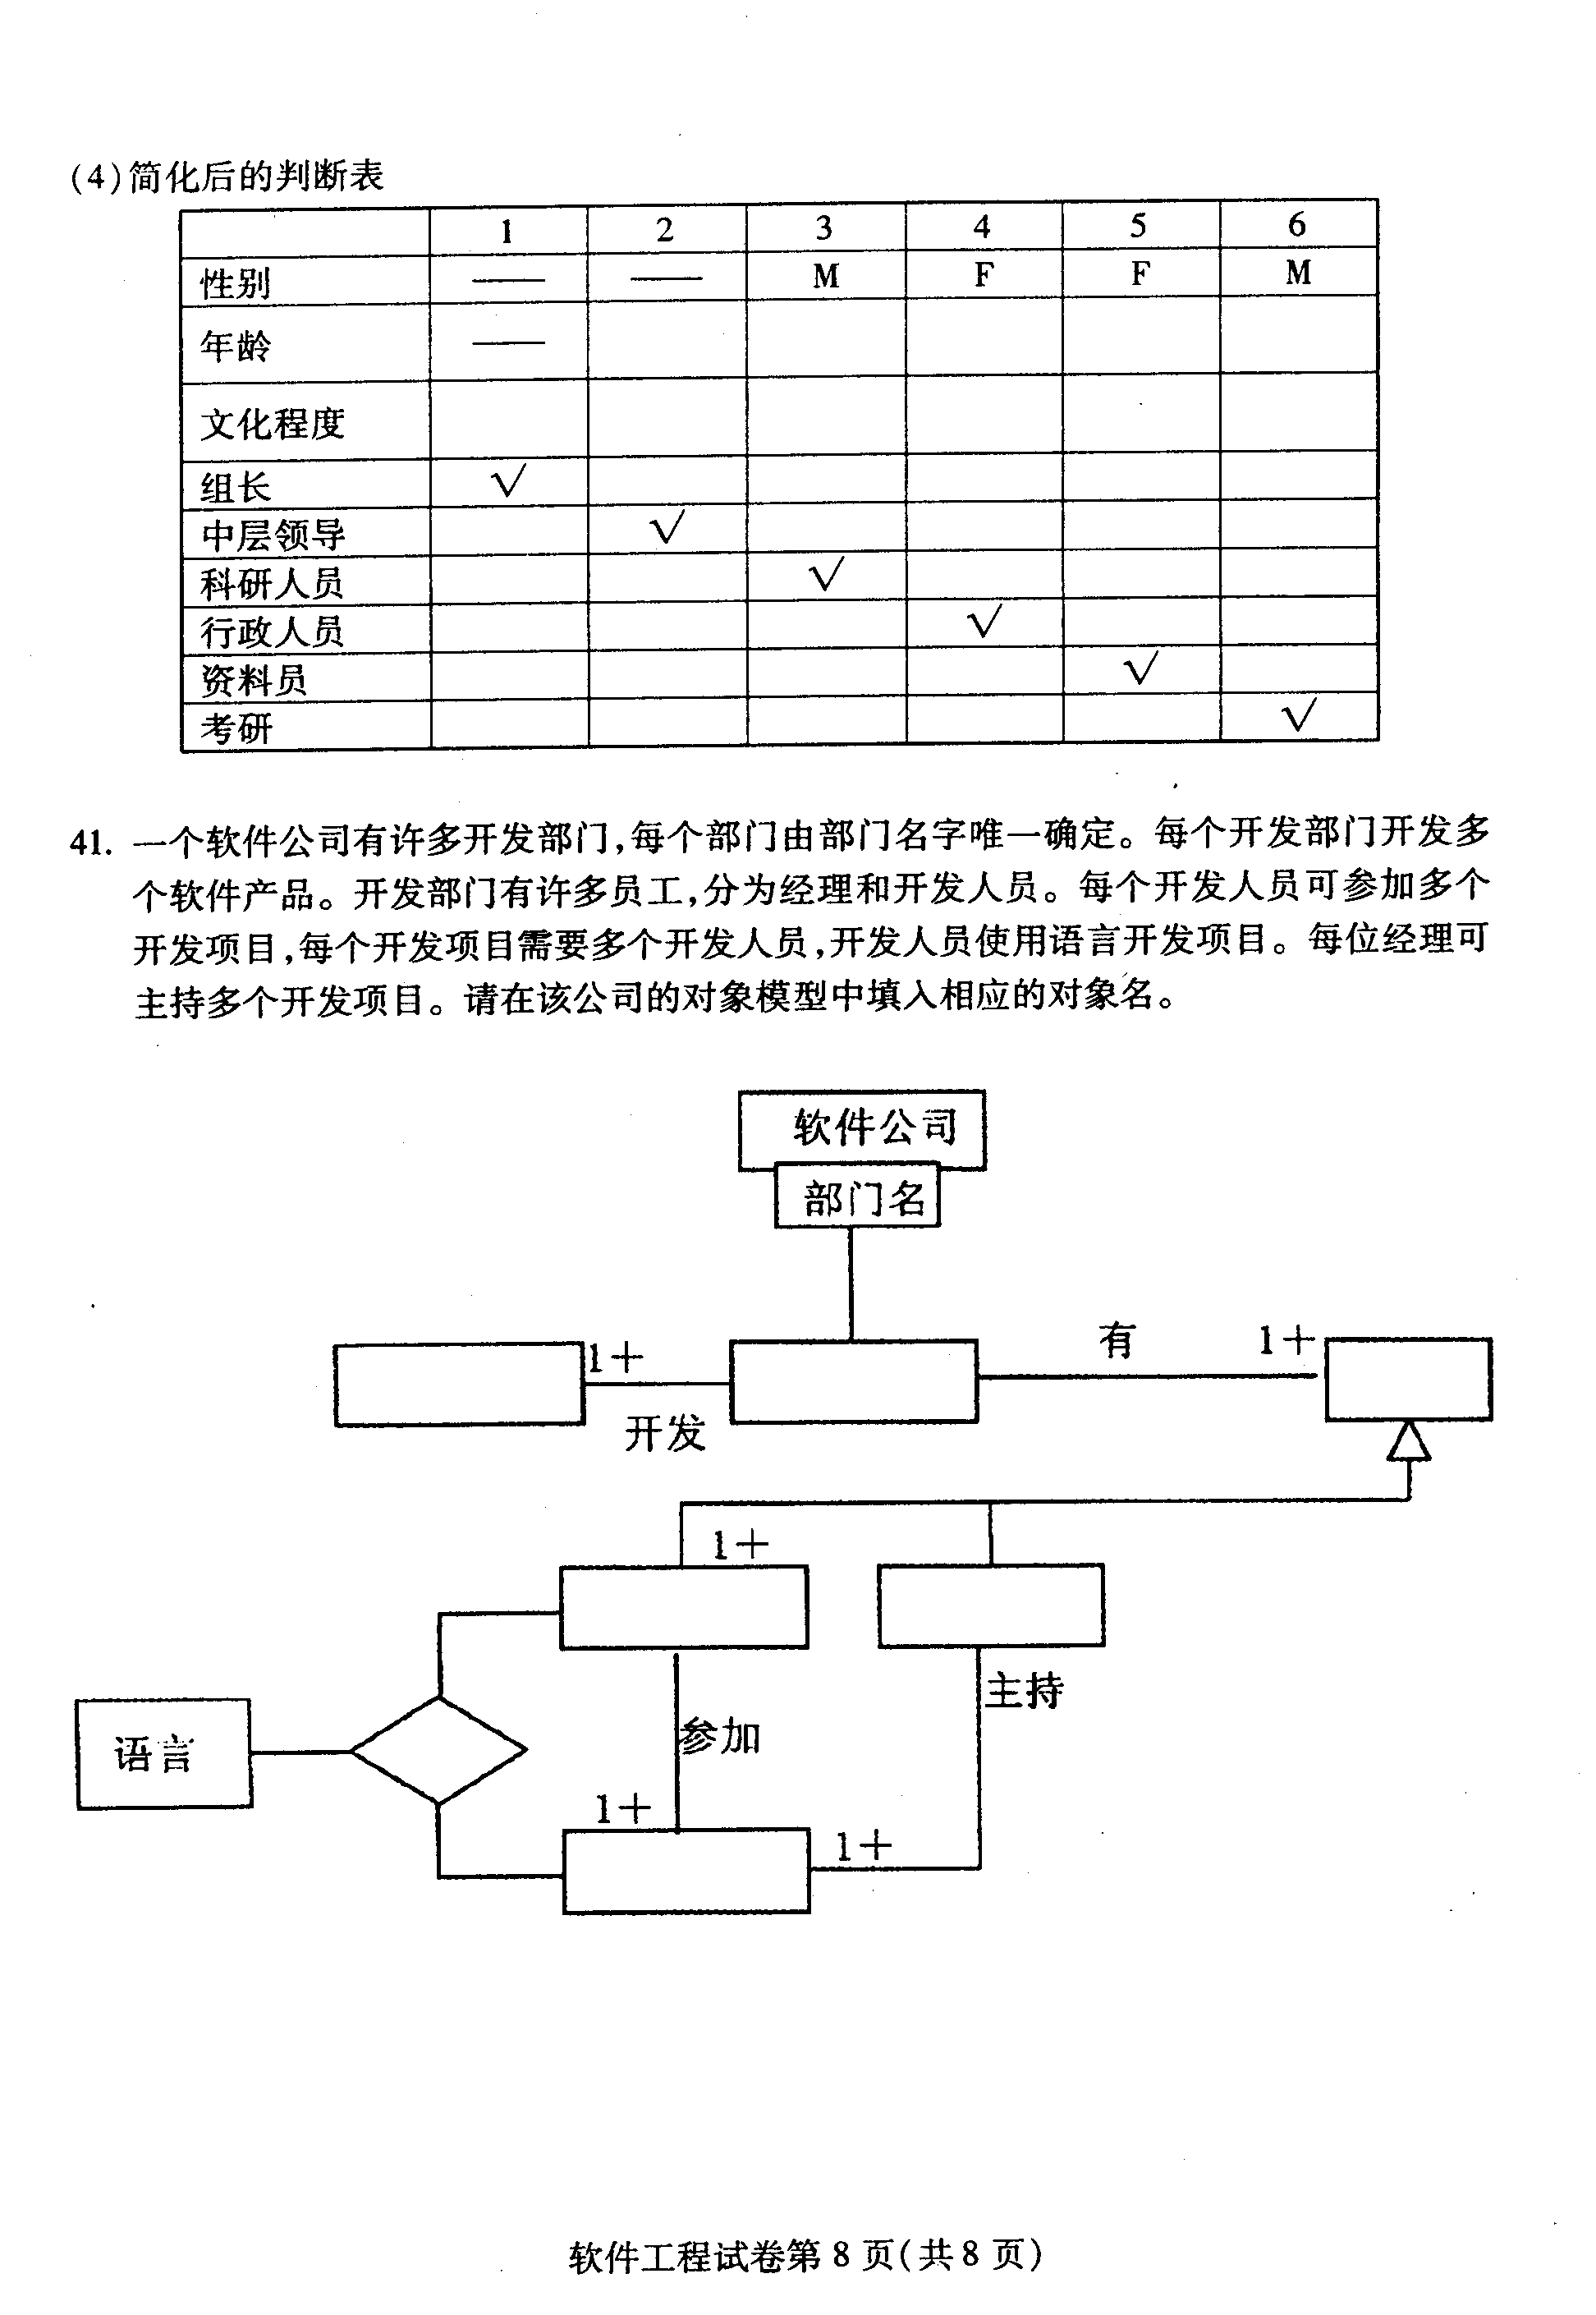 (4)简化后的判断表
1 2 3 4 5 6
性别 —— —— M F F M
年龄 ——
文化程度
组长 √
中层领导 √
科研人员 √
行政人员 √
资料员 √
考研 √
41. 一个软件公司有许多开发部门,每个部门由部门名字唯一确定。每个开发部门开发多
个软件产品。开发部门有许多员工,分为经理和开发人员。每个开发人员可参加多个
开发项目,每个开发项目需要多个开发人员,开发人员使用语言开发项目。每位经理可
主持多个开发项目。请在该公司的对象模型中填入相应的对象名。
软件公司
部门名
1+
开发
有
1+
1+
主持
语言
参加
1+
1+
软件工程试卷第 8 页(共 8 页)